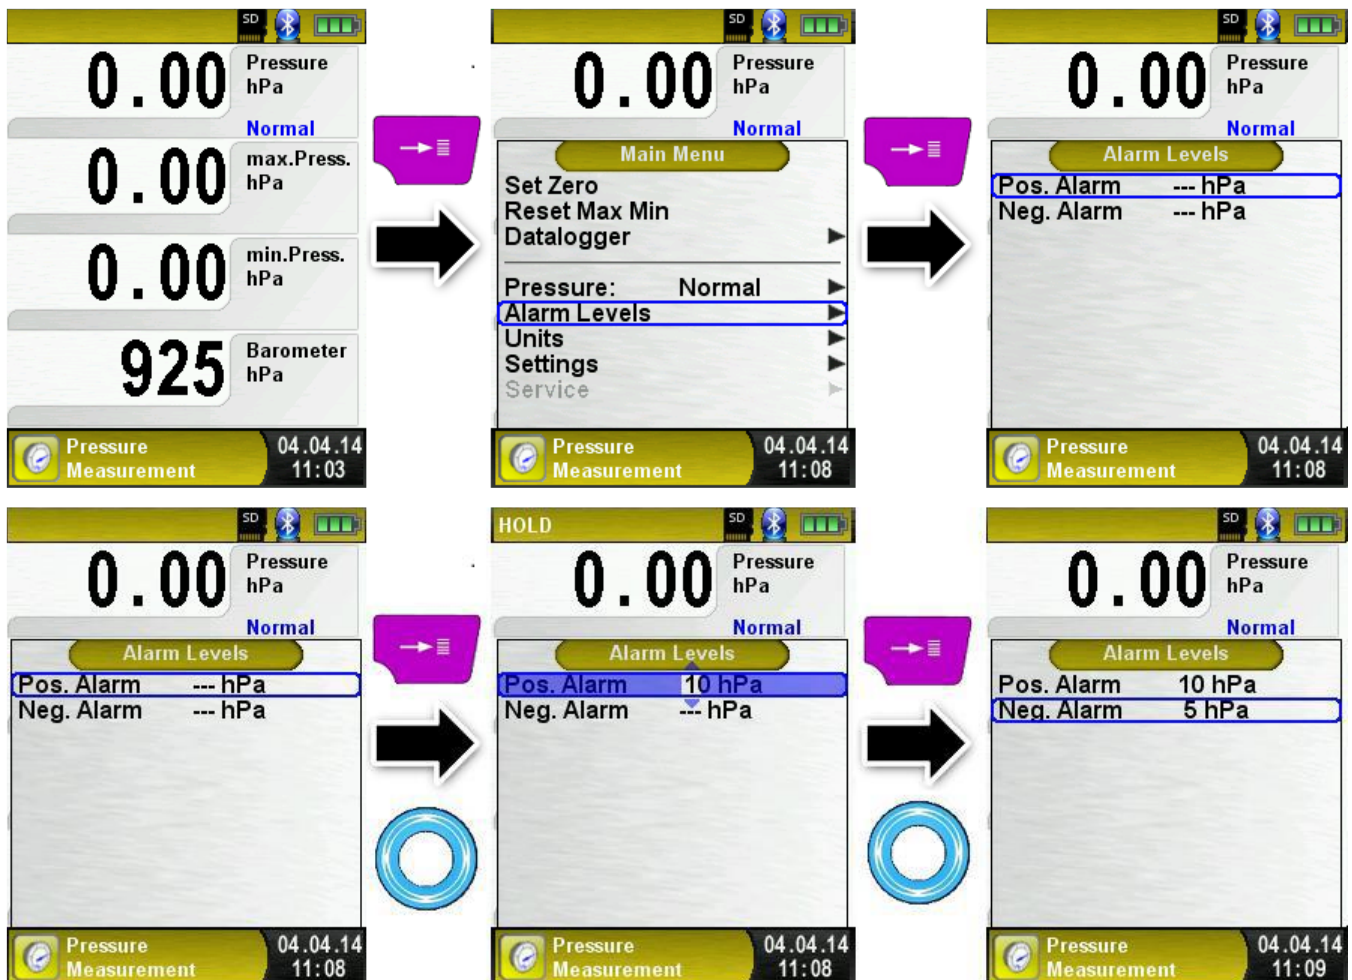 SD
0.00 Pressure hPa
Normal
0.00 max.Press. hPa
0.00 min.Press. hPa
925 Barometer hPa
Pressure Measurement
04.04.14
11:03
SD
0.00 Pressure hPa
Normal
Main Menu
Set Zero
Reset Max Min
Datalogger
Pressure: Normal
Alarm Levels
Units
Settings
Service
Pressure Measurement
04.04.14
11:08
SD
0.00 Pressure hPa
Normal
Alarm Levels
Pos. Alarm --- hPa
Neg. Alarm --- hPa
Pressure Measurement
04.04.14
11:08
SD
0.00 Pressure hPa
Normal
Alarm Levels
Pos. Alarm --- hPa
Neg. Alarm --- hPa
Pressure Measurement
04.04.14
11:08
HOLD SD
0.00 Pressure hPa
Normal
Alarm Levels
Pos. Alarm 10 hPa
Neg. Alarm --- hPa
Pressure Measurement
04.04.14
11:08
SD
0.00 Pressure hPa
Normal
Alarm Levels
Pos. Alarm 10 hPa
Neg. Alarm 5 hPa
Pressure Measurement
04.04.14
11:09